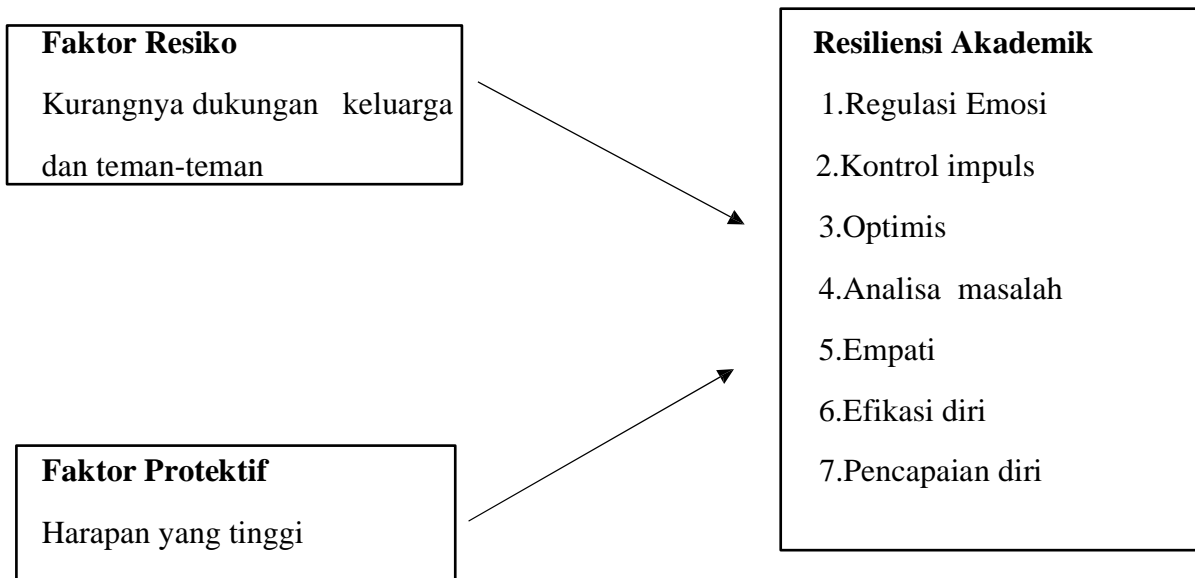 Faktor Resiko
Kurangnya dukungan keluarga
dan teman-teman
Resiliensi Akademik
1.Regulasi Emosi
2.Kontrol impuls
3.Optimis
4.Analisa masalah
5.Empati
6.Efikasi diri
7.Pencapaian diri
Faktor Protektif
Harapan yang tinggi